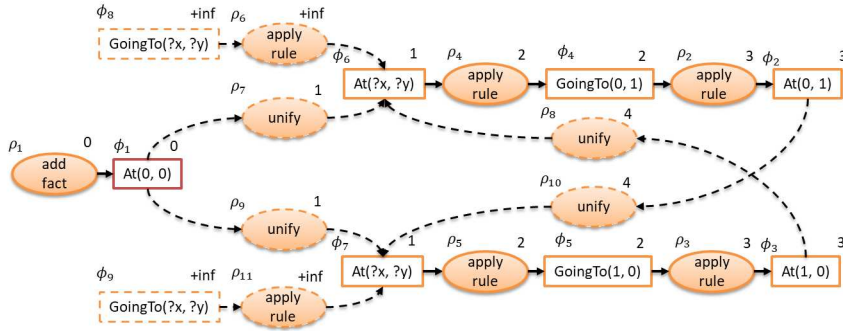 ϕ8 +inf ρ6 +inf
GoingTo(?x, ?y) apply rule
ϕ6 1 ρ4 2 ϕ4 2 ρ2 3 ϕ2 3
At(?x, ?y) apply rule GoingTo(0, 1) apply rule At(0, 1)
ρ7 1
unify
ρ8 4
unify
ρ1 0 ϕ1 0
add fact At(0, 0)
ρ9 1
unify
ρ10 4
unify
ϕ7 1 ρ5 2 ϕ5 2 ρ3 3 ϕ3 3
At(?x, ?y) apply rule GoingTo(1, 0) apply rule At(1, 0)
ϕ9 +inf ρ11 +inf
GoingTo(?x, ?y) apply rule